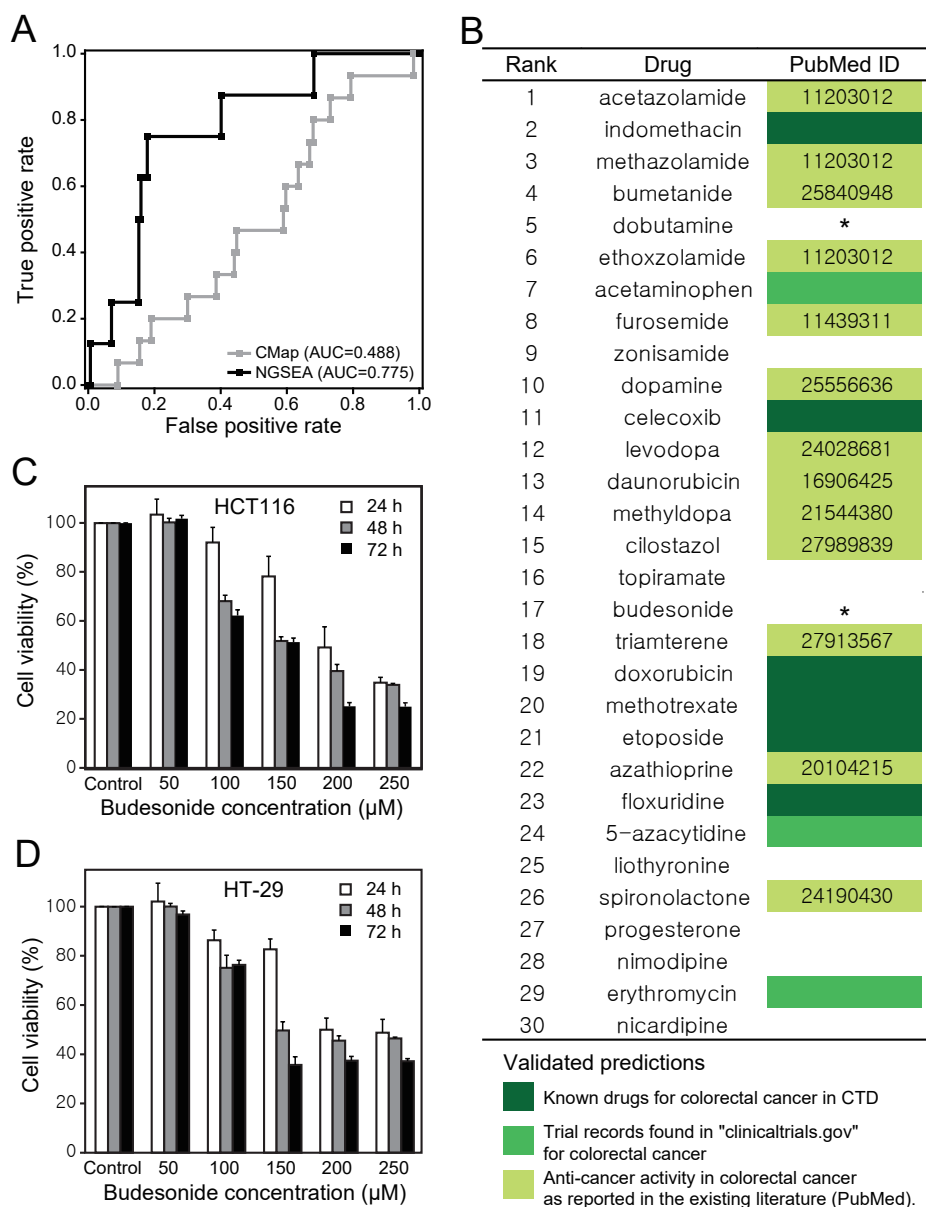 A
1.0
0.8
0.6
0.4
0.2
0.0
True positive rate
CMap (AUC=0.488)
NGSEA (AUC=0.775)
0.0 0.2 0.4 0.6 0.8 1.0
False positive rate
B
Rank Drug PubMed ID
1 acetazolamide 11203012
2 indomethacin
3 methazolamide 11203012
4 bumetanide 25840948
5 dobutamine *
6 ethoxzolamide 11203012
7 acetaminophen
8 furosemide 11439311
9 zonisamide
10 dopamine 25556636
11 celecoxib
12 levodopa 24028681
13 daunorubicin 16906425
14 methyldopa 21544380
15 cilostazol 27989839
16 topiramate
17 budesonide *
18 triamterene 27913567
19 doxorubicin
20 methotrexate
21 etoposide
22 azathioprine 20104215
23 floxuridine
24 5-azacytidine
25 liothyronine
26 spironolactone 24190430
27 progesterone
28 nimodipine
29 erythromycin
30 nicardipine
Validated predictions
Known drugs for colorectal cancer in CTD
Trial records found in "clinicaltrials.gov"
for colorectal cancer
Anti-cancer activity in colorectal cancer
as reported in the existing literature (PubMed).
C
HCT116
24 h
48 h
72 h
100
80
60
40
20
0
Cell viability (%)
Control 50 100 150 200 250
Budesonide concentration (µM)
D
HT-29
24 h
48 h
72 h
100
80
60
40
20
0
Cell viability (%)
Control 50 100 150 200 250
Budesonide concentration (µM)